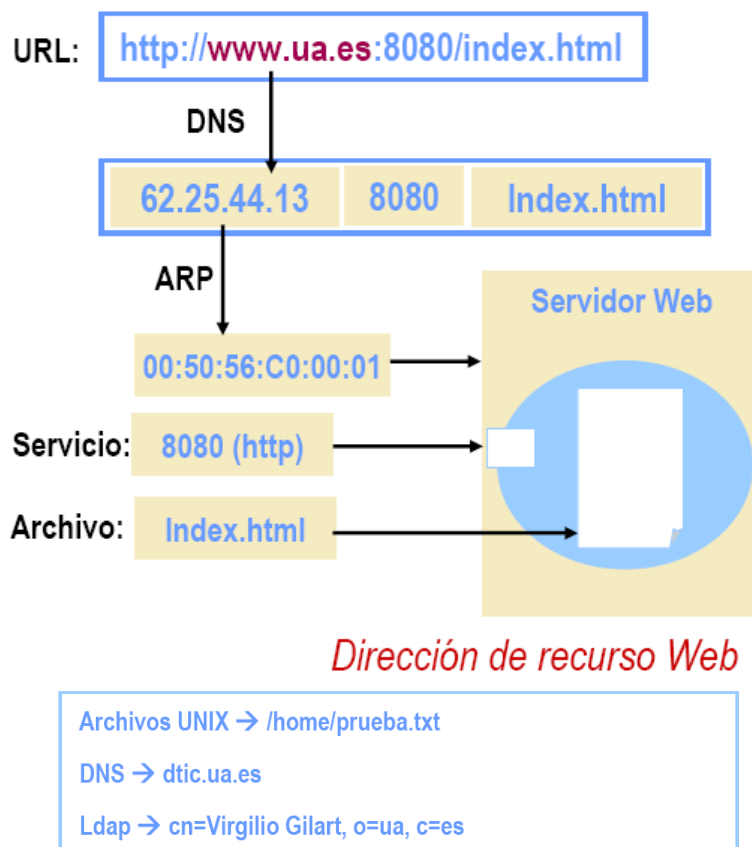 URL: http://www.ua.es:8080/index.html
DNS
62.25.44.13 8080 Index.html
ARP
Servidor Web
00:50:56:C0:00:01
Servicio: 8080 (http)
Archivo: Index.html
Dirección de recurso Web
Archivos UNIX → /home/prueba.txt
DNS → dtic.ua.es
Ldap → cn=Virgilio Gilart, o=ua, c=es